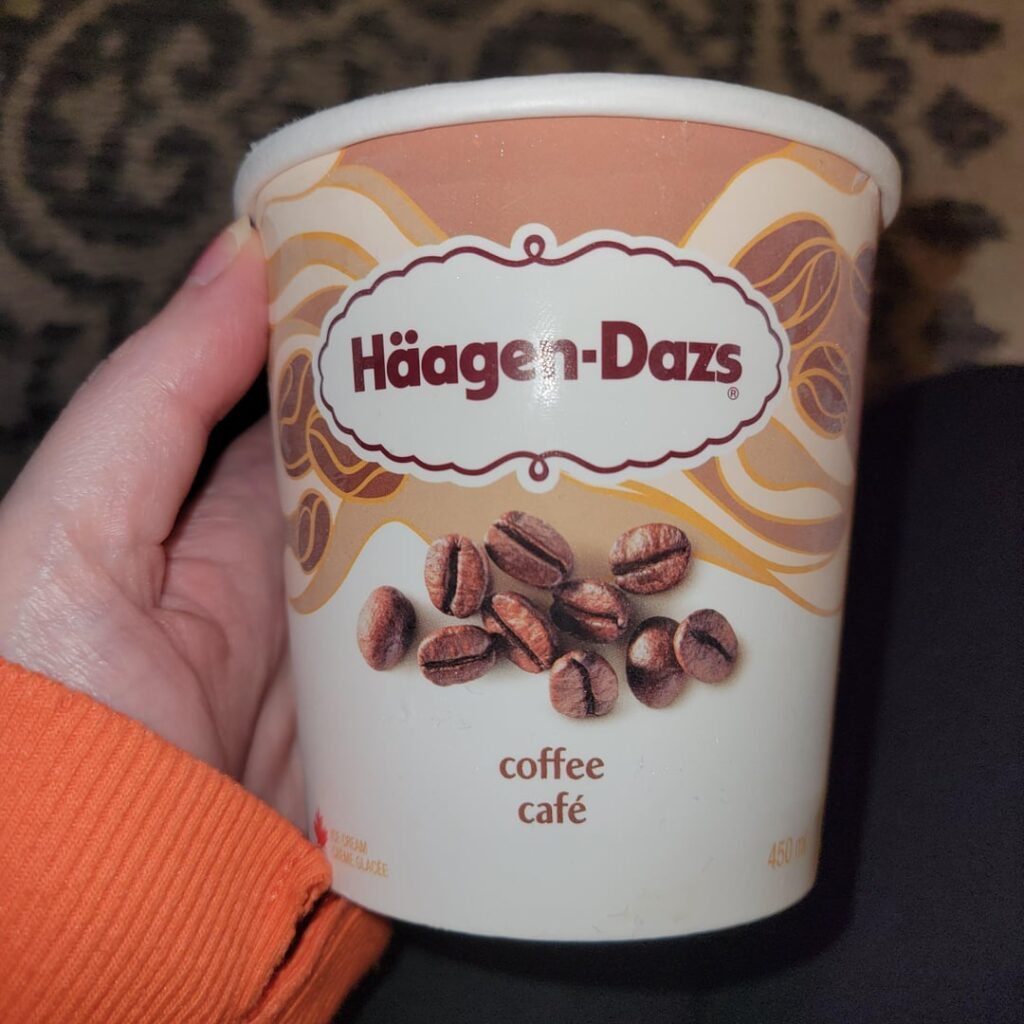 Häagen-Dazs
®
coffee
café
ICE CREAM
CRÈME GLACÉE
450 ml